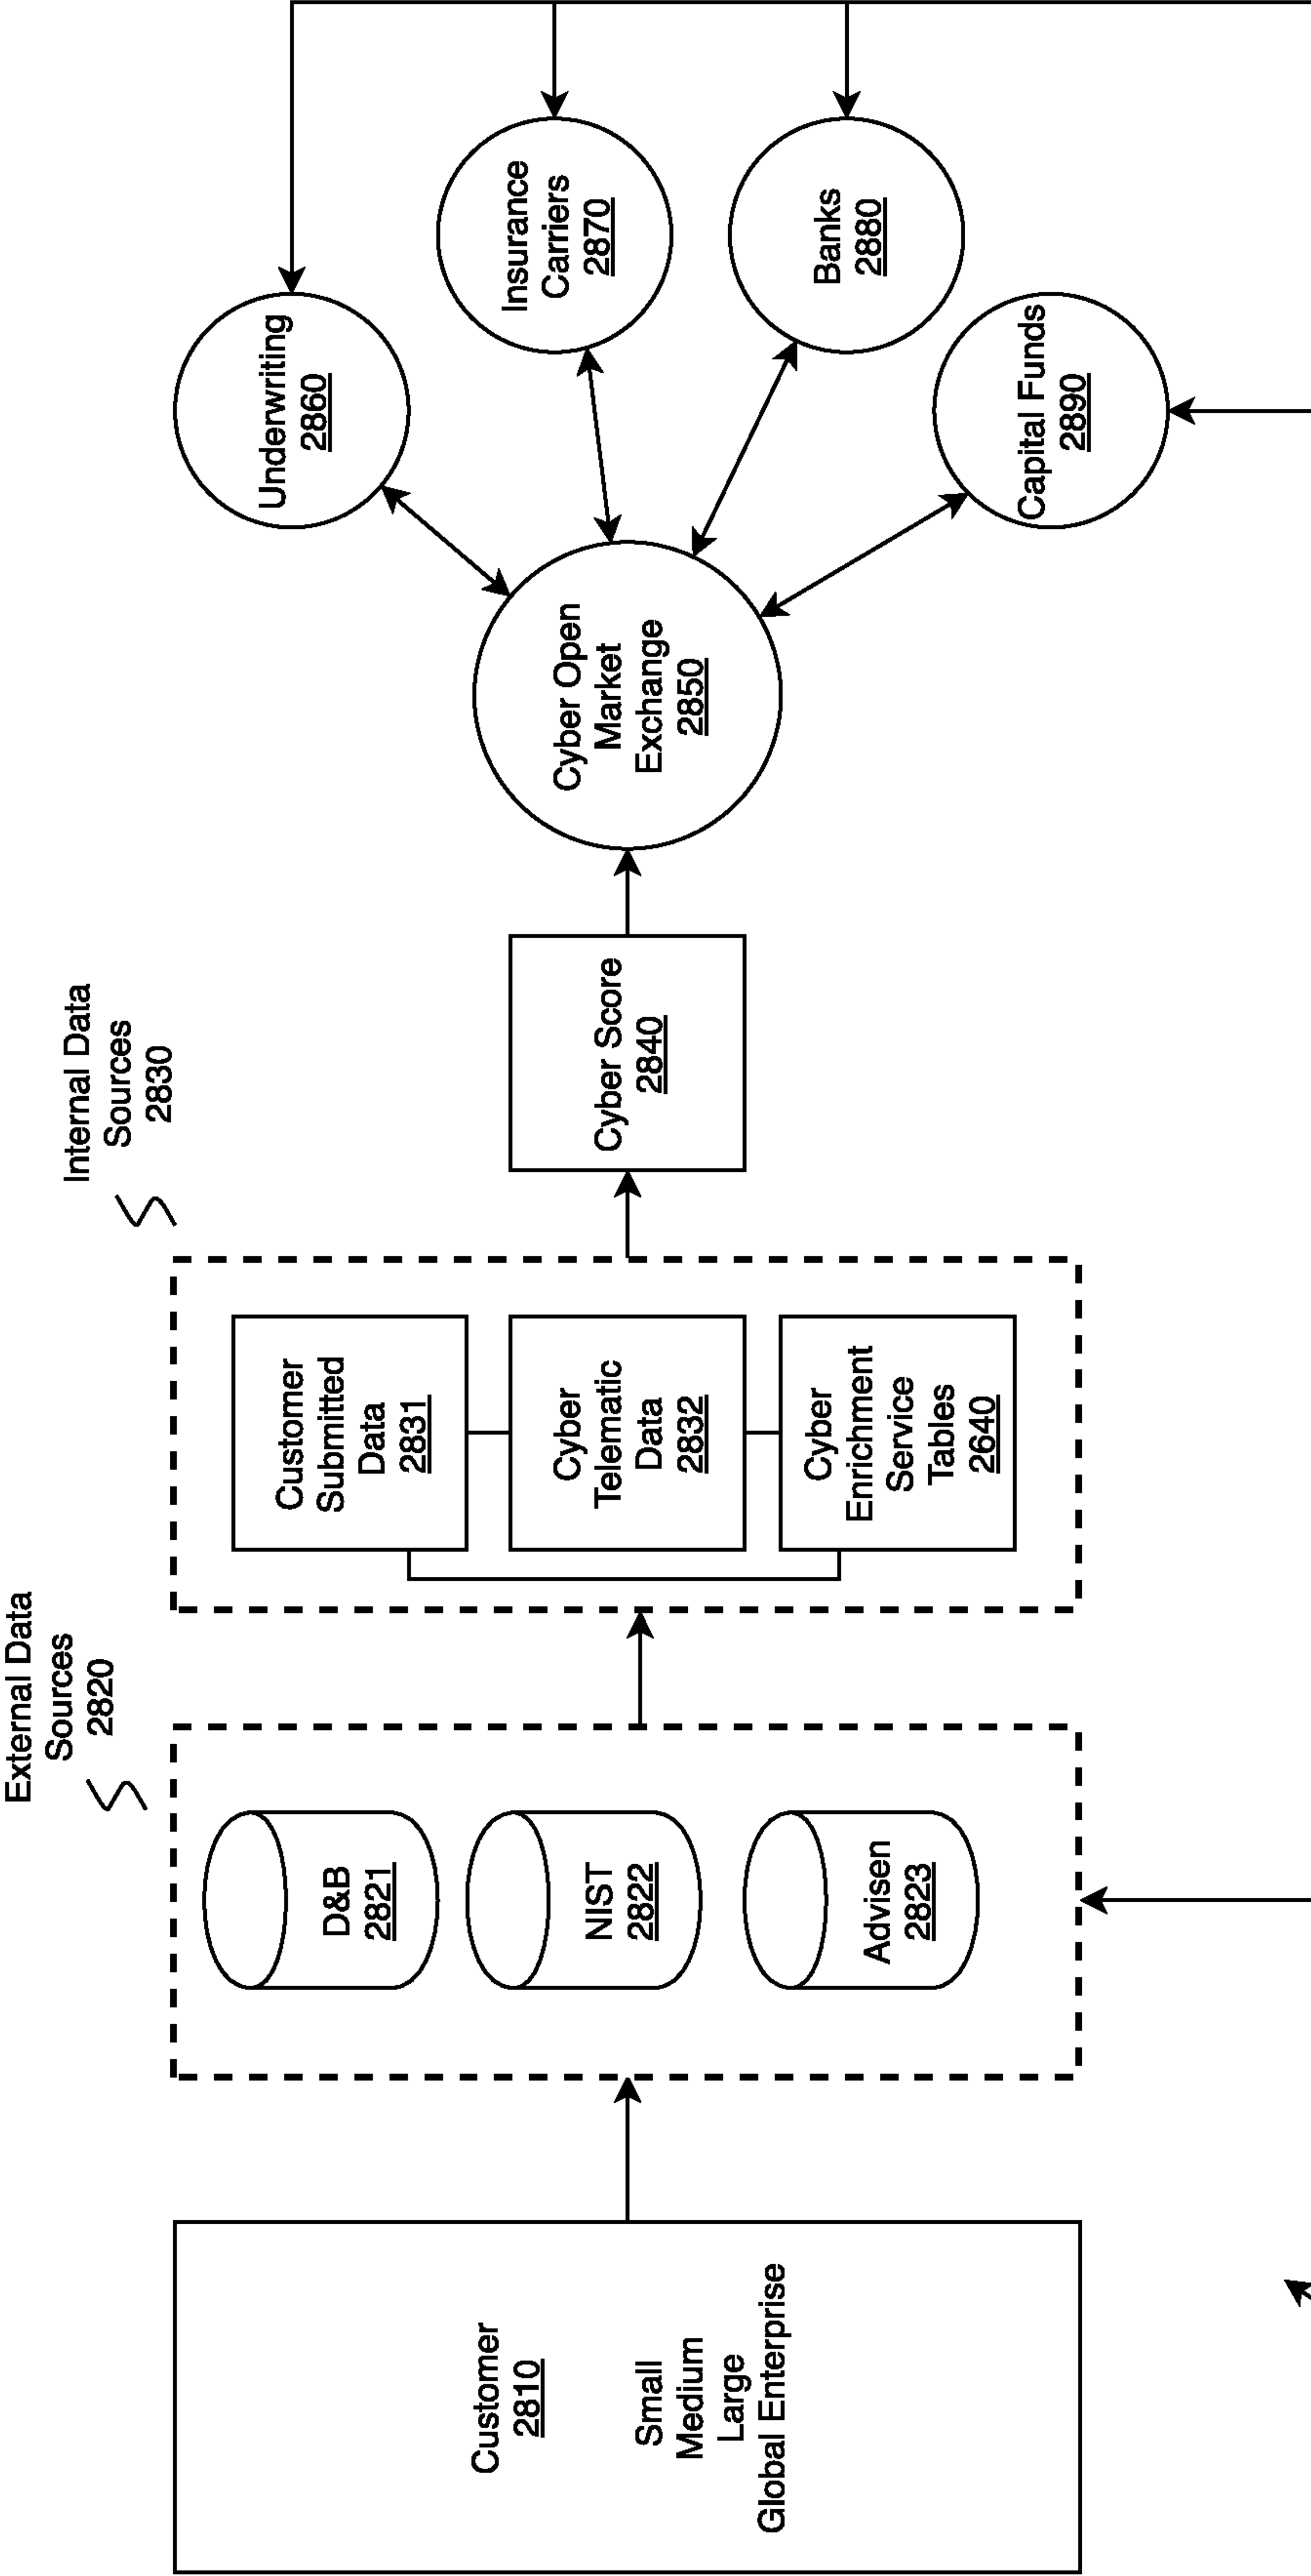 Customer
2810
Small
Medium
Large
Global Enterprise
External Data
Sources
2820
D&B
2821
NIST
2822
Advisen
2823
Internal Data
Sources
2830
Customer
Submitted
Data
2831
Cyber
Telematic
Data
2832
Cyber
Enrichment
Service
Tables
2640
Cyber Score
2840
Cyber Open
Market
Exchange
2850
Underwriting
2860
Insurance
Carriers
2870
Banks
2880
Capital Funds
2890